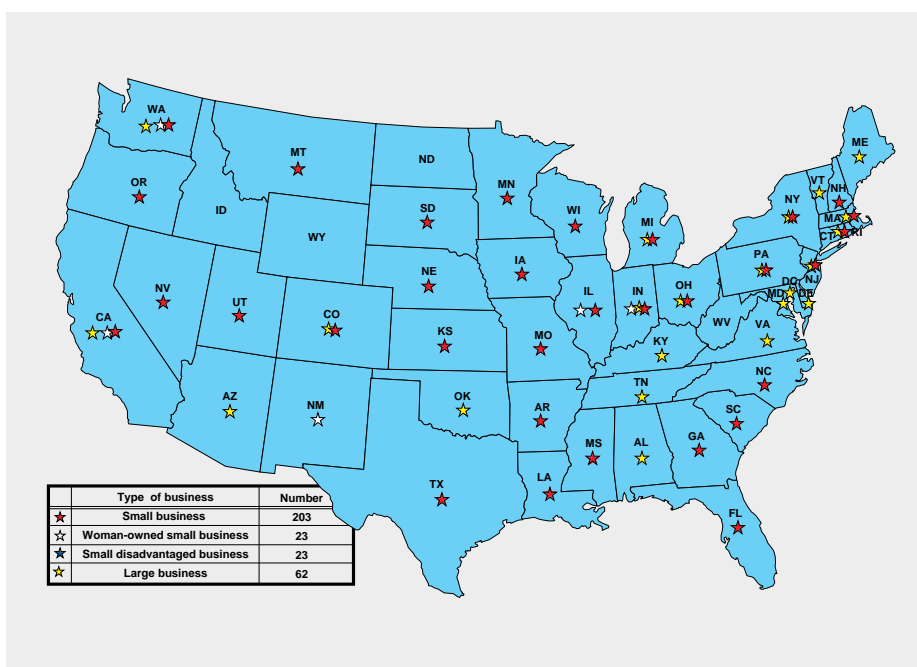 WA
ME
MT
ND
VT
NH
MN
OR
NY
MA
ID
SD
WI
MI
CT
RI
WY
PA
IA
NJ
NE
DC
NV
UT
IL
IN
OH
MD
DE
CO
CA
WV
VA
KS
MO
KY
NC
TN
AZ
NM
OK
AR
SC
MS
AL
GA
TX
LA
FL
Type of business Number
Small business 203
Woman-owned small business 23
Small disadvantaged business 23
Large business 62